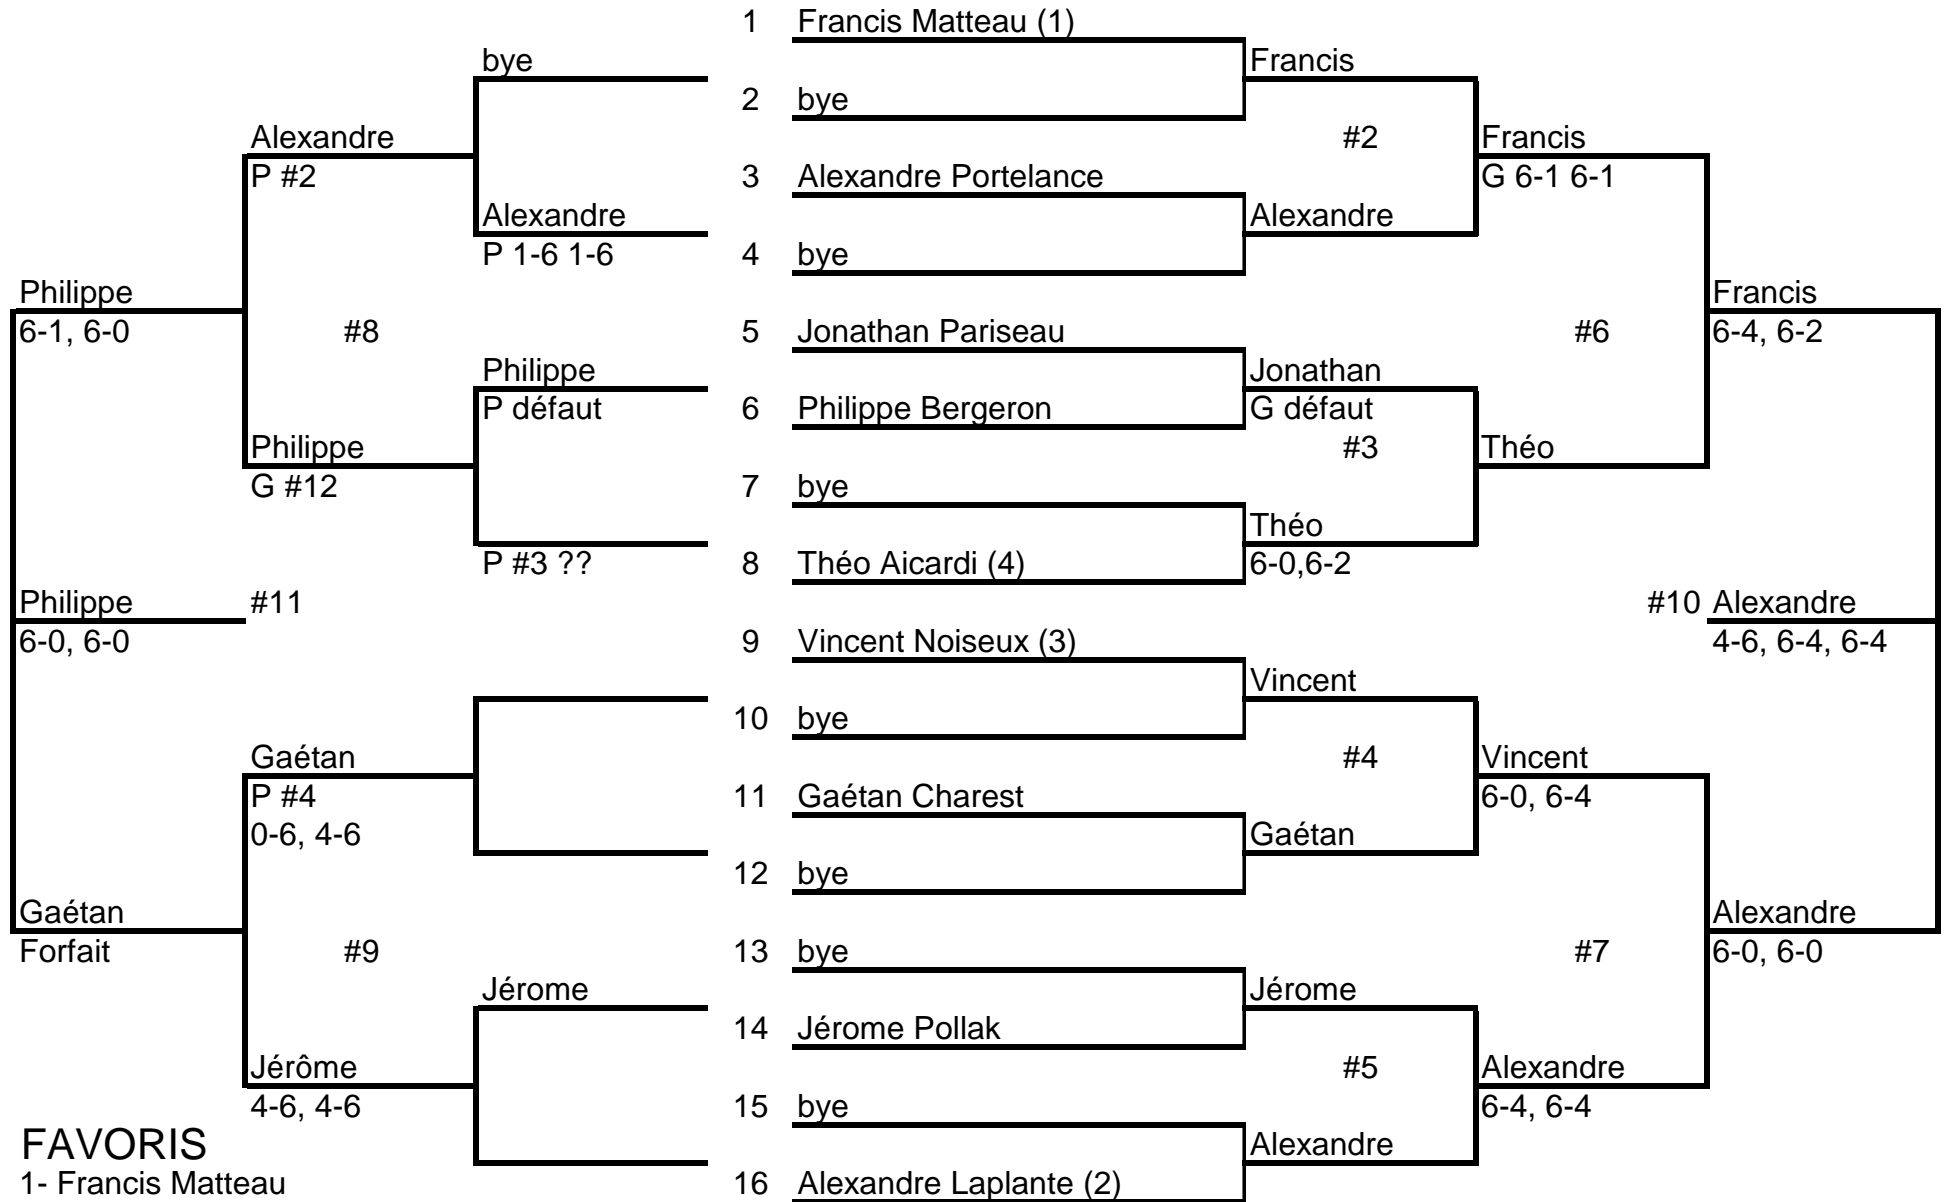 1 Francis Matteau (1)
bye
Francis
2 bye
Alexandre
#2
Francis
P #2
3 Alexandre Portelance
G 6-1 6-1
Alexandre
Alexandre
P 1-6 1-6
4 bye
Philippe
Francis
6-1, 6-0
#8
5 Jonathan Pariseau
#6
6-4, 6-2
Philippe
Jonathan
P défaut
6 Philippe Bergeron
G défaut
Philippe
#3
Théo
G #12
7 bye
Théo
P #3 ??
8 Théo Aicardi (4)
6-0,6-2
Philippe
#11
#10 Alexandre
6-0, 6-0
9 Vincent Noiseux (3)
4-6, 6-4, 6-4
Vincent
10 bye
Gaétan
#4
Vincent
P #4
11 Gaétan Charest
6-0, 6-4
0-6, 4-6
Gaétan
12 bye
Gaétan
Alexandre
Forfait
#9
13 bye
#7
6-0, 6-0
Jérome
Jérome
14 Jérome Pollak
Jérôme
#5
Alexandre
4-6, 4-6
15 bye
6-4, 6-4
FAVORIS
Alexandre
1- Francis Matteau
16 Alexandre Laplante (2)